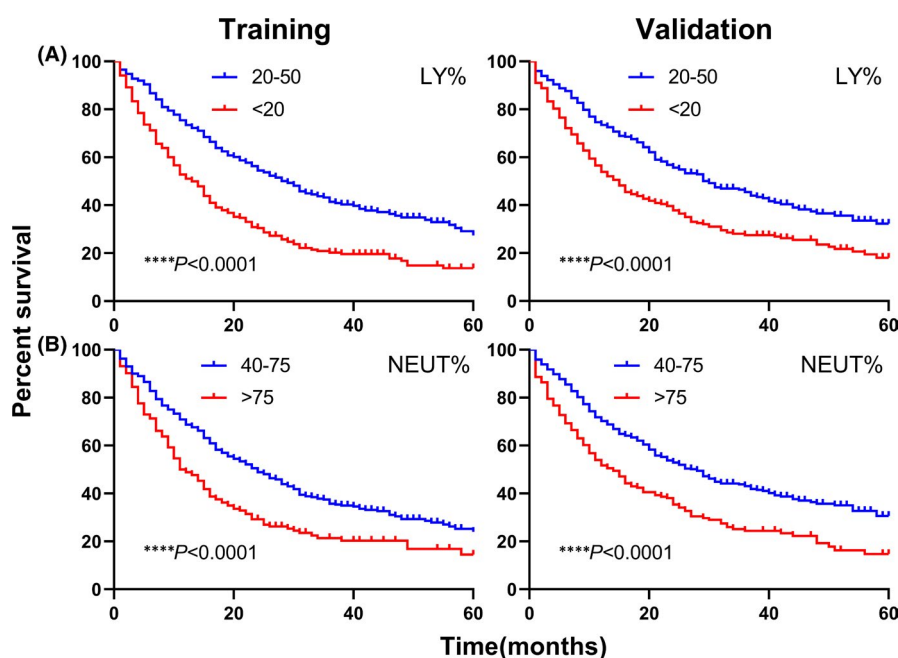 Training Validation
(A)
100 100
80 80
60 60
40 40
20 20
0 0
20-50 LY% 20-50 LY%
<20 <20
****P<0.0001 ****P<0.0001
0 20 40 60 0 20 40 60
(B)
100 100
80 80
60 60
40 40
20 20
0 0
40-75 NEUT% 40-75 NEUT%
>75 >75
****P<0.0001 ****P<0.0001
0 20 40 60 0 20 40 60
Percent survival
Time(months)